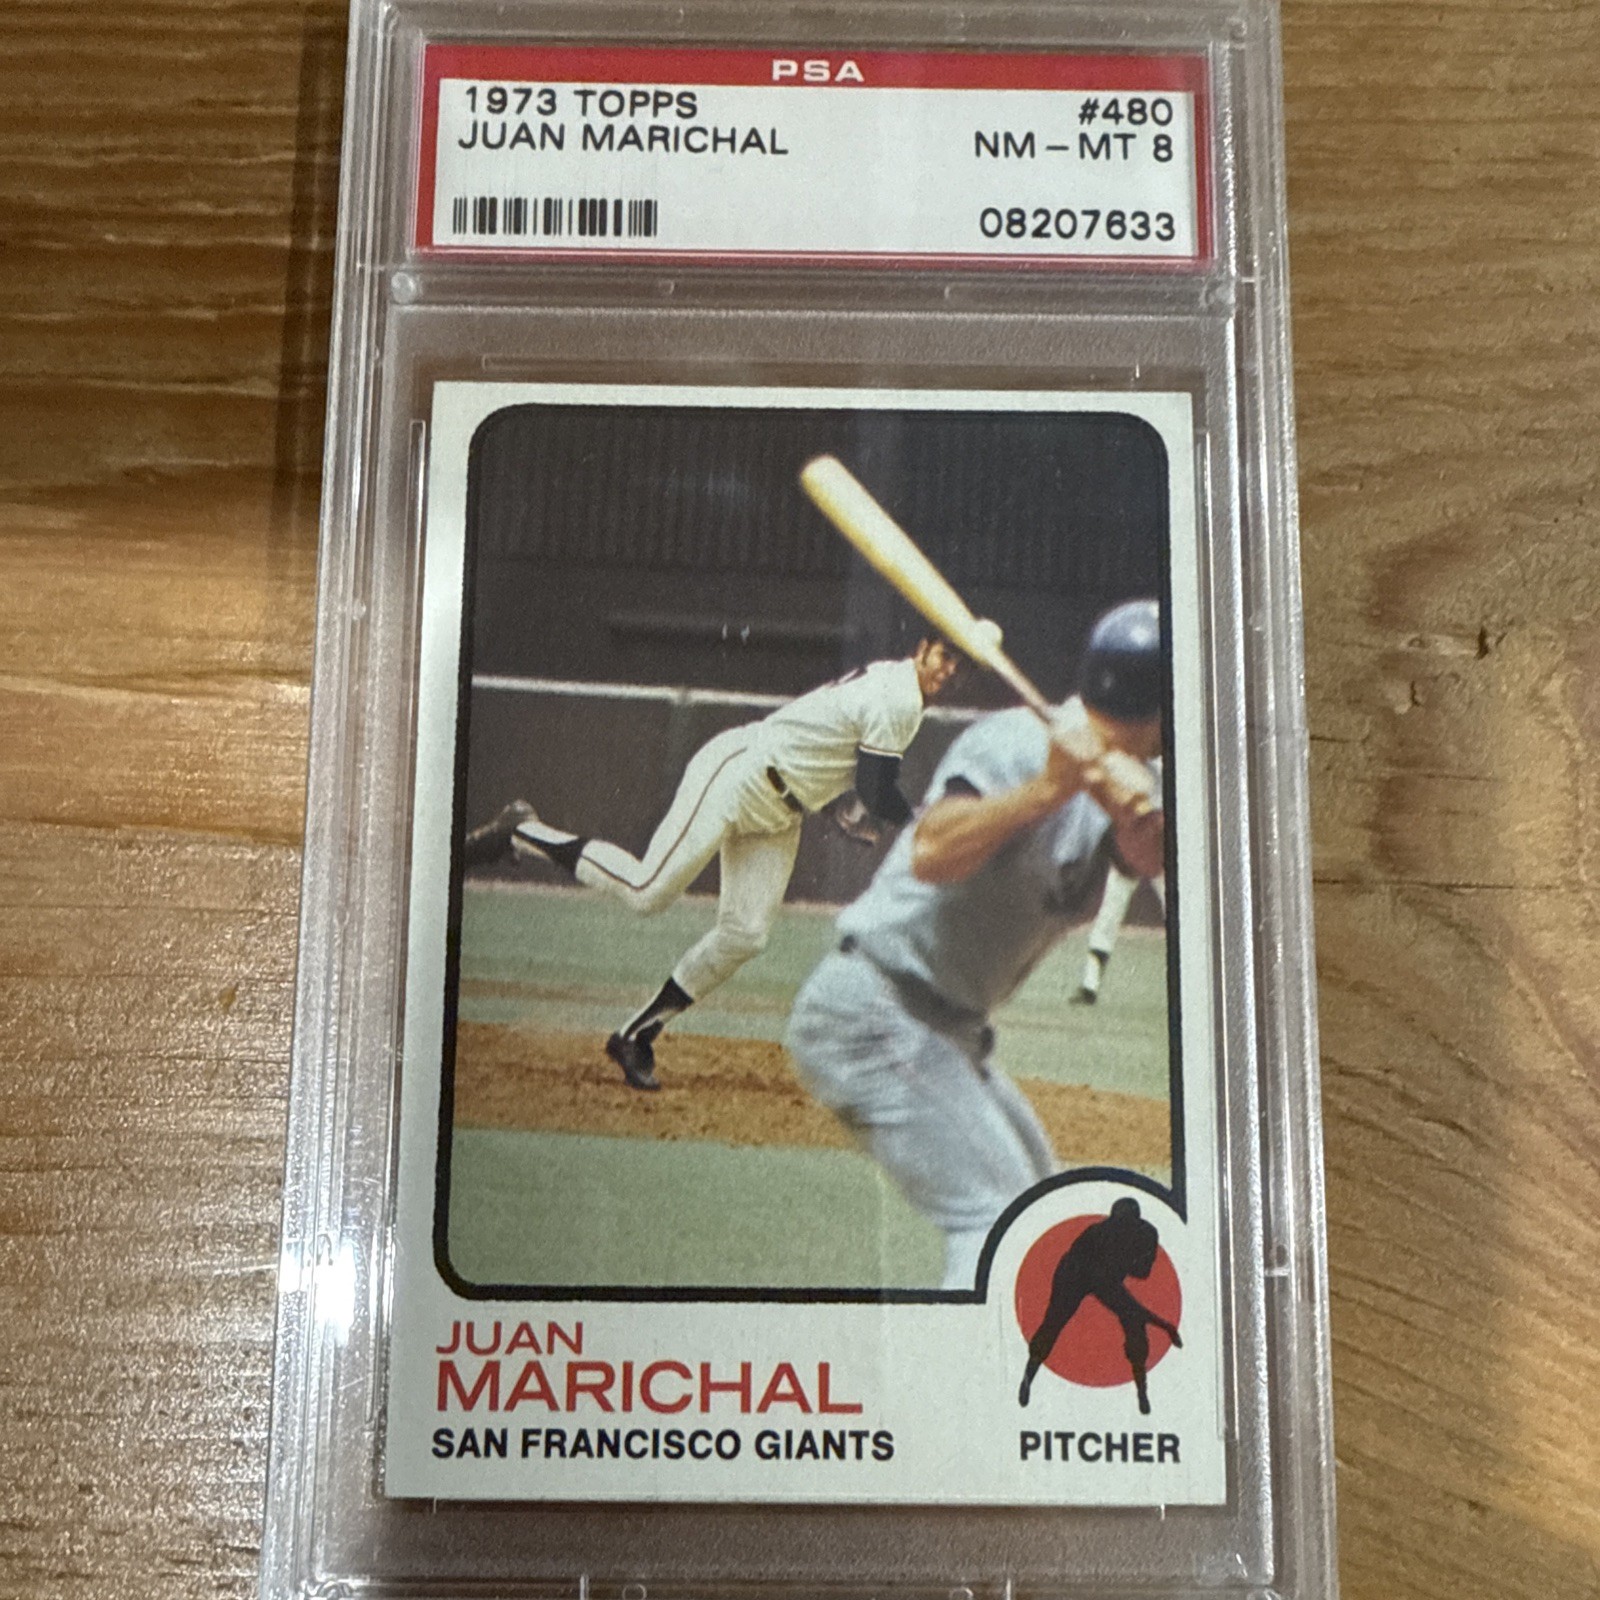 PSA
1973 TOPPS #480
JUAN MARICHAL NM-MT 8
08207633
JUAN
MARICHAL
SAN FRANCISCO GIANTS PITCHER